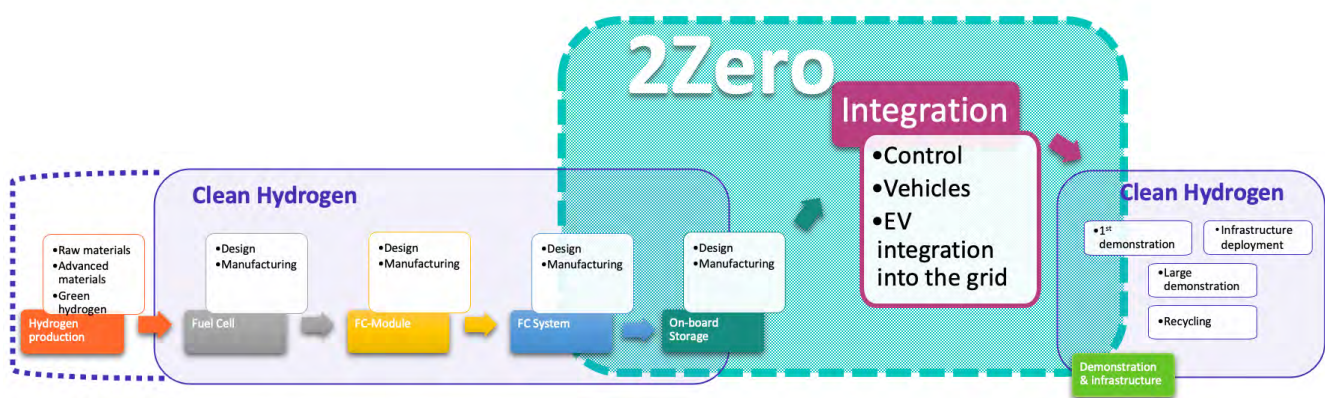 2Zero
Integration
•Control
•Vehicles
•EV
integration
into the grid
Clean Hydrogen
•Raw materials
•Advanced
materials
•Green
hydrogen
Hydrogen
production
•Design
•Manufacturing
Fuel Cell
•Design
•Manufacturing
FC-Module
•Design
•Manufacturing
FC System
•Design
•Manufacturing
On-board
Storage
Clean Hydrogen
•1st
demonstration
•Infrastructure
deployment
•Large
demonstration
•Recycling
Demonstration
& infrastructure